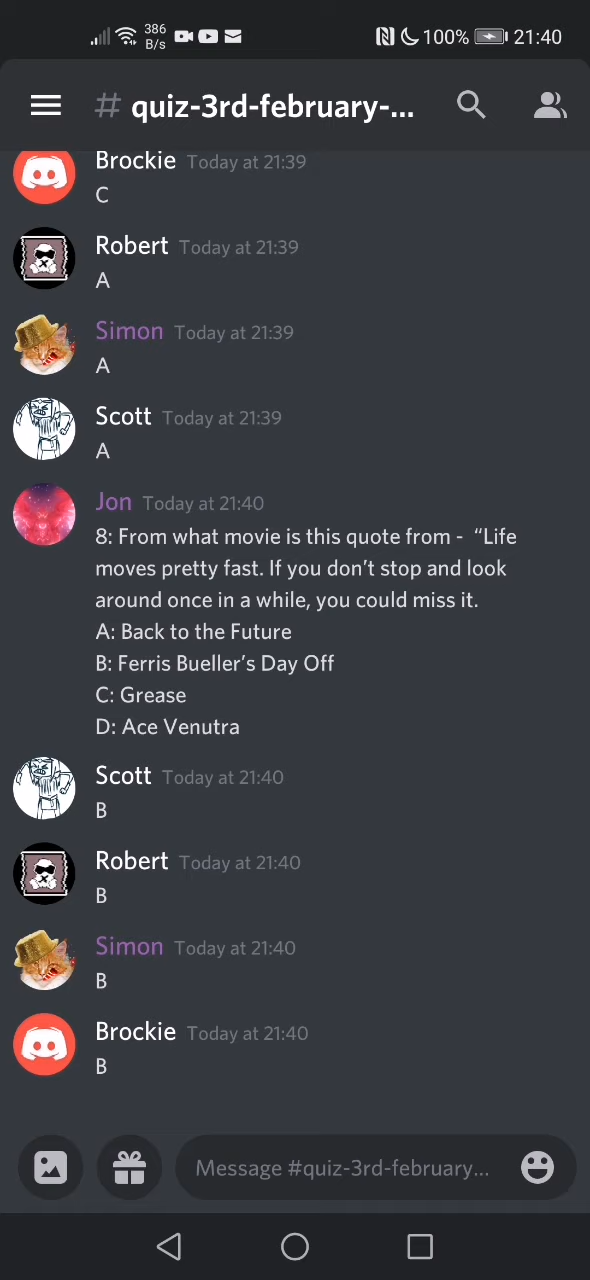 386 B/s 100% 21:40
# quiz-3rd-february-...
Brockie Today at 21:39
C
Robert Today at 21:39
A
Simon Today at 21:39
A
Scott Today at 21:39
A
Jon Today at 21:40
8: From what movie is this quote from - “Life
moves pretty fast. If you don’t stop and look
around once in a while, you could miss it.
A: Back to the Future
B: Ferris Bueller’s Day Off
C: Grease
D: Ace Venutra
Scott Today at 21:40
B
Robert Today at 21:40
B
Simon Today at 21:40
B
Brockie Today at 21:40
B
Message #quiz-3rd-february...